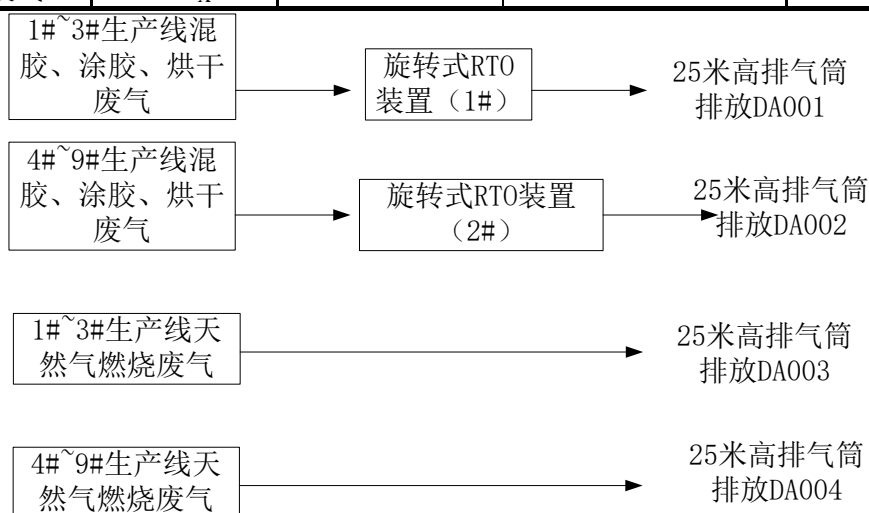 1#~3#生产线混
胶、涂胶、烘干
废气
旋转式RTO
装置（1#）
25米高排气筒
排放DA001
4#~9#生产线混
胶、涂胶、烘干
废气
旋转式RTO装置
（2#）
25米高排气筒
排放DA002
1#~3#生产线天
然气燃烧废气
25米高排气筒
排放DA003
4#~9#生产线天
然气燃烧废气
25米高排气筒
排放DA004